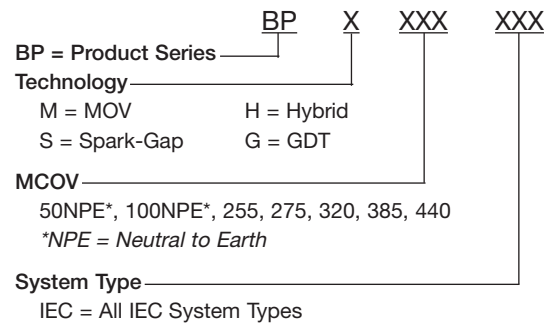 BP X XXX XXX
BP = Product Series
Technology
M = MOV H = Hybrid
S = Spark-Gap G = GDT
MCOV
50NPE*, 100NPE*, 255, 275, 320, 385, 440
*NPE = Neutral to Earth
System Type
IEC = All IEC System Types